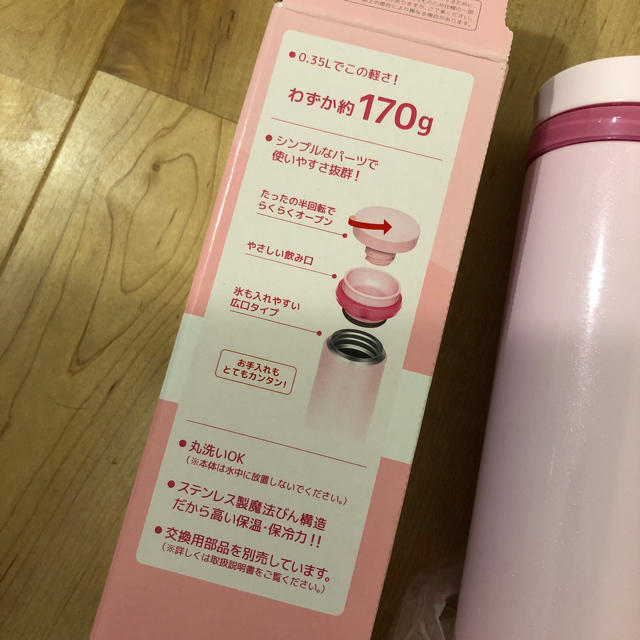 ● 0.35Lでこの軽さ!
わずか約170g
● シンプルなパーツで
使いやすさ抜群!
たったの半回転で
らくらくオープン
やさしい飲み口
氷も入れやすい
広口タイプ
お手入れも
とてもカンタン!
● 丸洗いOK
(※本体は水中に放置しないでください。)
● ステンレス製魔法びん構造
だから高い保温・保冷力!!
● 交換用部品を別売しています。
(※詳しくは取扱説明書をご覧ください。)